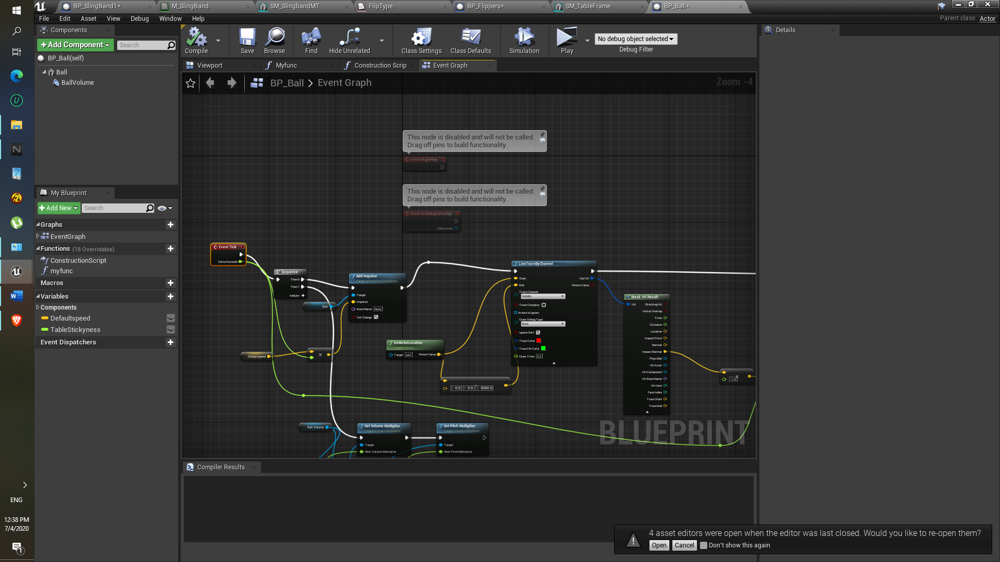 BP_SlingBand1*
M_SlingBand
SM_SlingbandMT
FlipType
BP_Flippers*
SM_TableFrame
BP_Ball*
File Edit Asset View Debug Window Help
Parent class: Actor
Components
+Add Component
Search
BP_Ball(self)
Ball
BallVolume
Compile
Save
Browse
Find
Hide Unrelated
Class Settings
Class Defaults
Simulation
Play
No debug object selected
Debug Filter
Details
Viewport
Myfunc
Construction Scrip
Event Graph
BP_Ball > Event Graph
Zoom -4
This node is disabled and will not be called.
Drag off pins to build functionality.
Event BeginPlay
This node is disabled and will not be called.
Drag off pins to build functionality.
Event ActorBeginOverlap
Other Actor
My Blueprint
+Add New
Search
Graphs
EventGraph
Functions (18 Overridable)
ConstructionScript
myfunc
Macros
Variables
Components
Defaultspeed
TableStickyness
Event Dispatchers
Event Tick
Delta Seconds
Sequence
Then 0
Then 1
Add pin +
Add Impulse
Target is Primitive Component
Target
Impulse
Bone Name None
Vel Change
Ball
Defaultspeed
GetActorLocation
Target is Actor
Target self
Return Value
X 0.0 Y 0.0 Z 5050.0
LineTraceByChannel
Start
End
Out Hit
Return Value
Trace Channel
Visibility
Trace Complex
Actors to Ignore
Draw Debug Type
None
Ignore Self
Trace Color
Trace Hit Color
Draw Time 5.0
Break Hit Result
Hit
Blocking Hit
Initial Overlap
Time
Distance
Location
Impact Point
Normal
Impact Normal
Phys Mat
Hit Actor
Hit Component
Hit Bone Name
Hit Item
Face Index
Trace Start
Trace End
-1.0
Ball Volume
Set Volume Multiplier
Target is Audio Component
Target
New Volume Multiplier
Set Pitch Multiplier
Target is Audio Component
Target
New Pitch Multiplier
BLUEPRINT
Compiler Results
4 asset editors were open when the editor was last closed. Would you like to re-open them?
Open
Cancel
Don't show this again
ENG
12:38 PM
7/4/2020
1